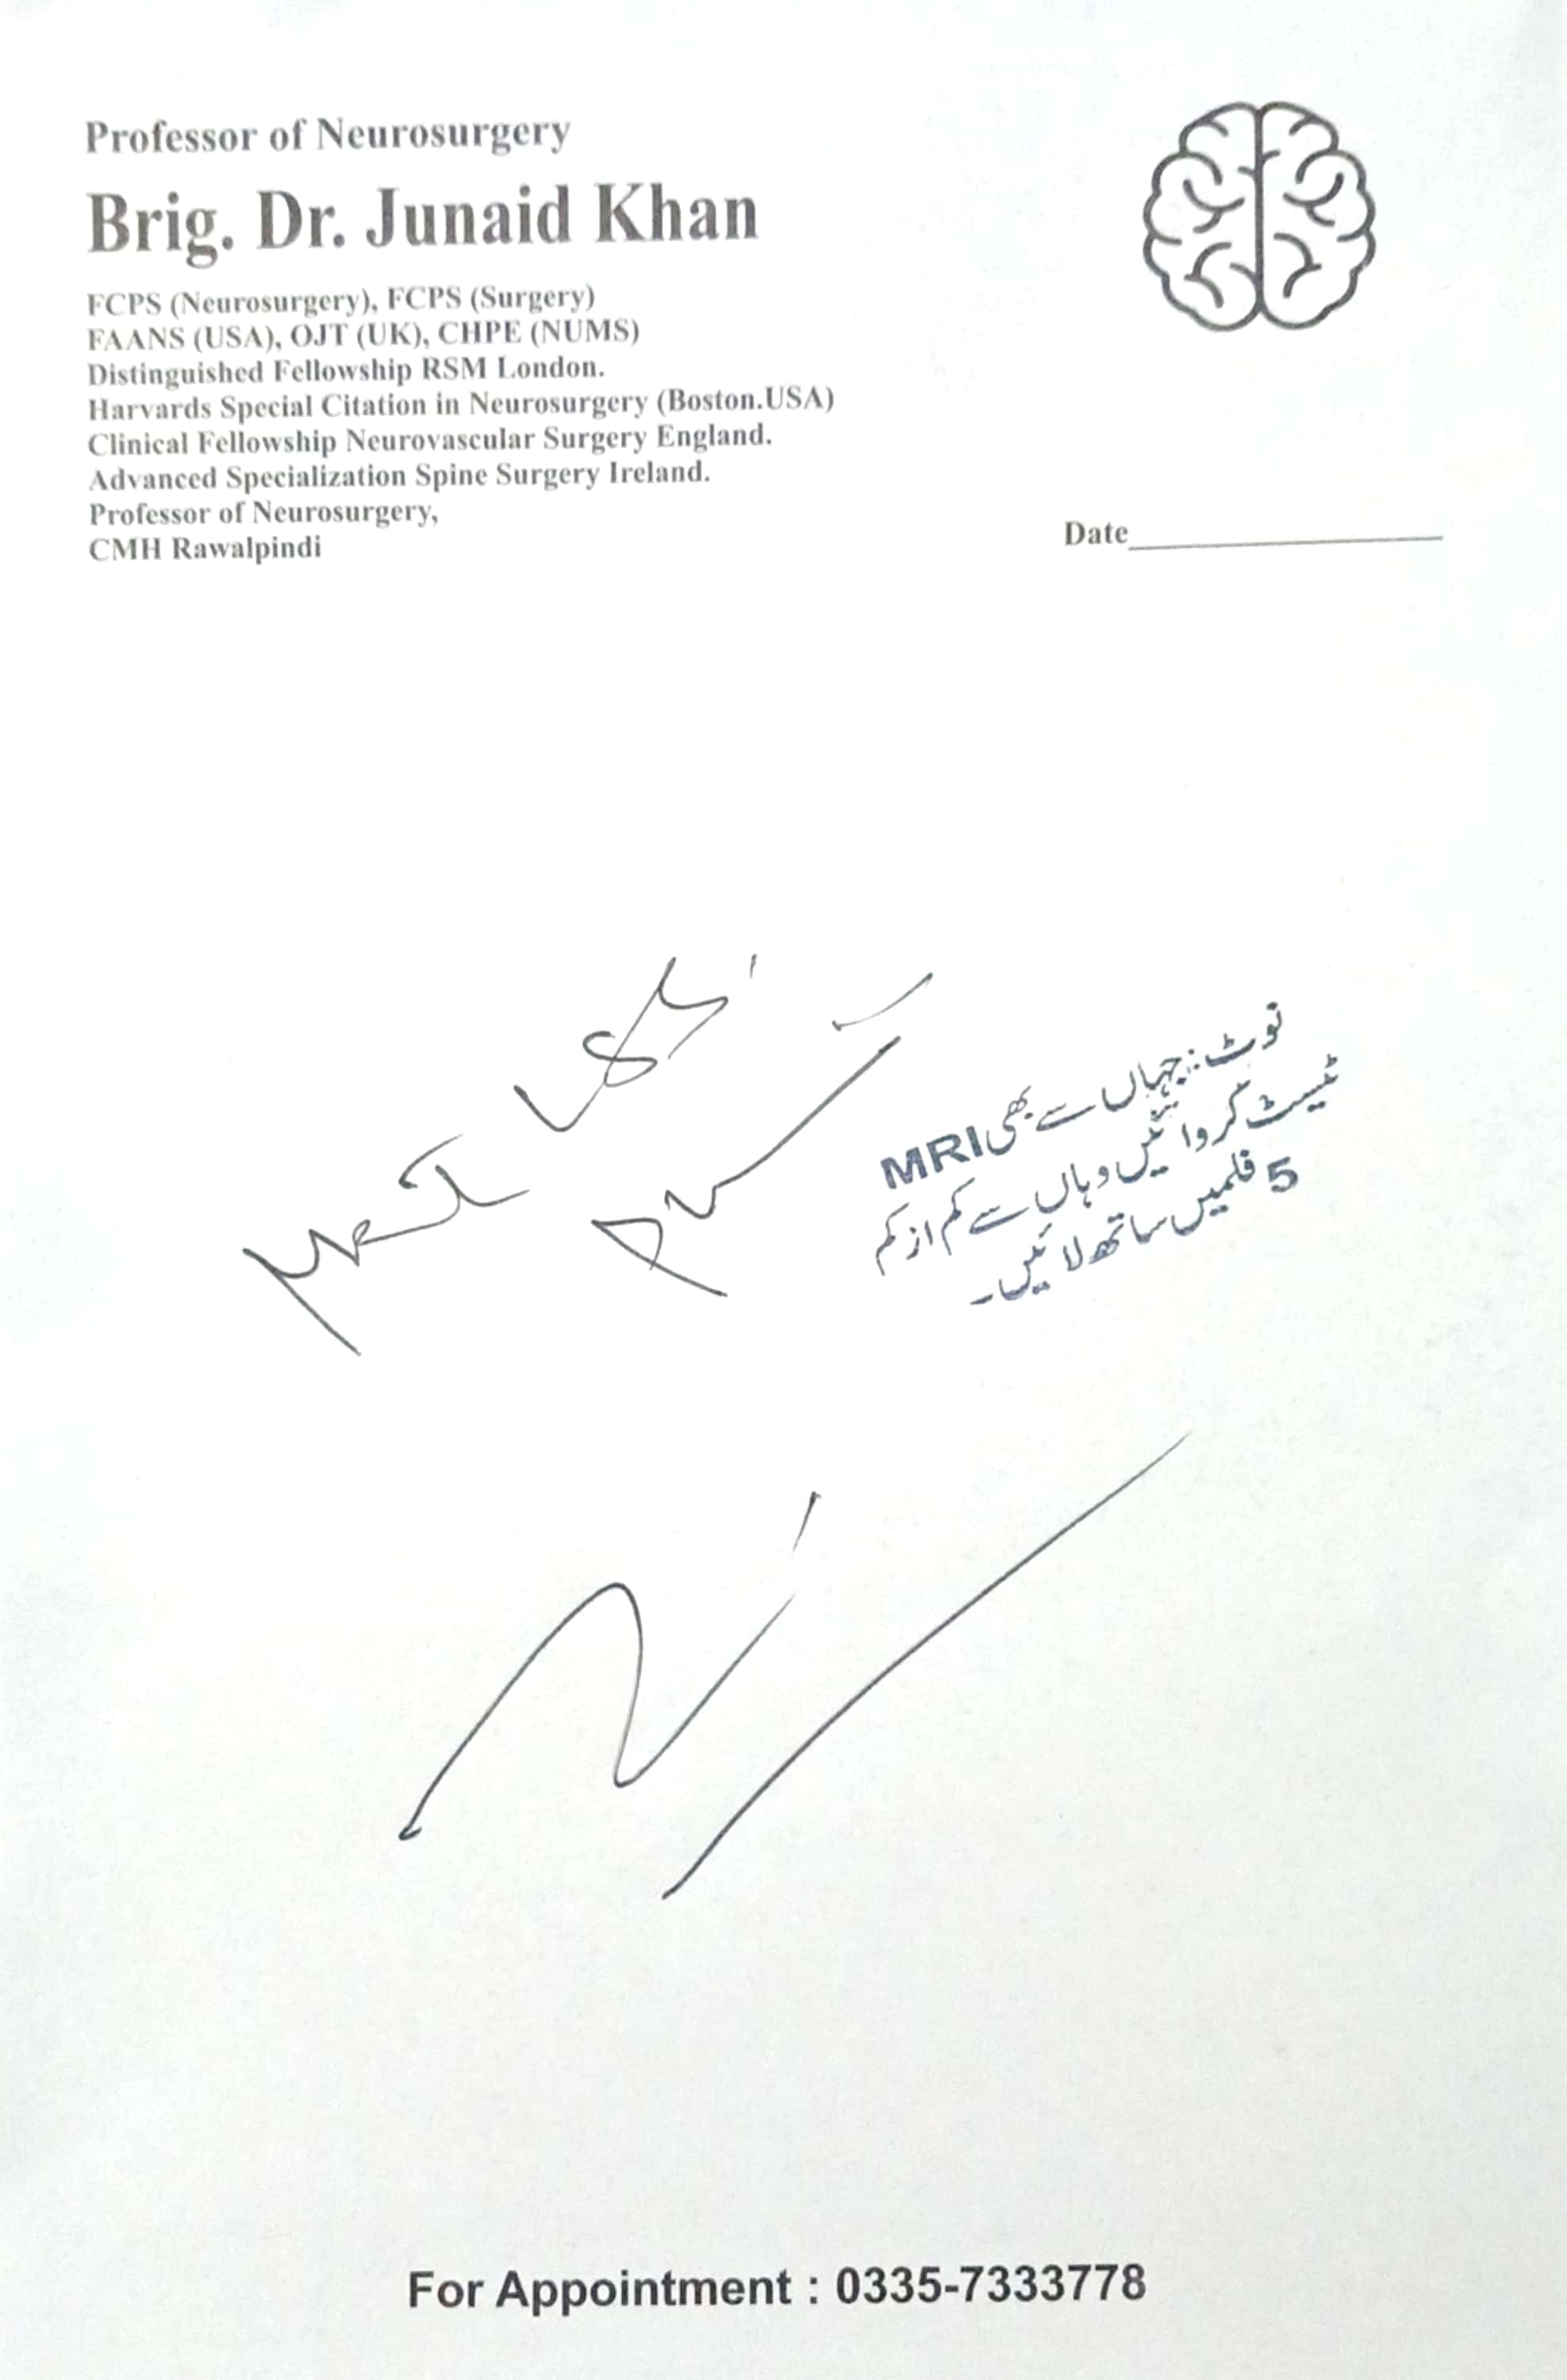 Professor of Neurosurgery
Brig. Dr. Junaid Khan
FCPS (Neurosurgery), FCPS (Surgery)
FAANS (USA), OJT (UK), CHPE (NUMS)
Distinguished Fellowship RSM London.
Harvards Special Citation in Neurosurgery (Boston.USA)
Clinical Fellowship Neurovascular Surgery England.
Advanced Specialization Spine Surgery Ireland.
Professor of Neurosurgery,
CMH Rawalpindi
Date
نوٹ: جہاں سے بھی MRI
ٹیسٹ کروائیں وہاں سے کم از کم
5 فلمیں ساتھ لائیں۔
For Appointment : 0335-7333778